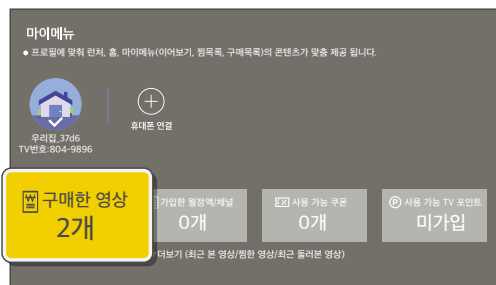 마이메뉴
● 프로필에 맞춰 런처, 홈, 마이메뉴(이어보기, 찜목록, 구매목록)의 콘텐츠가 맞춤 제공 됩니다.
우리집_37d6
TV번호:804-9896
휴대폰 연결
구매한 영상
2개
가입한 월정액/채널
0개
사용 가능 쿠폰
0개
Ⓟ 사용 가능 TV 포인트
미가입
더보기 (최근 본 영상/찜한 영상/최근 둘러본 영상)